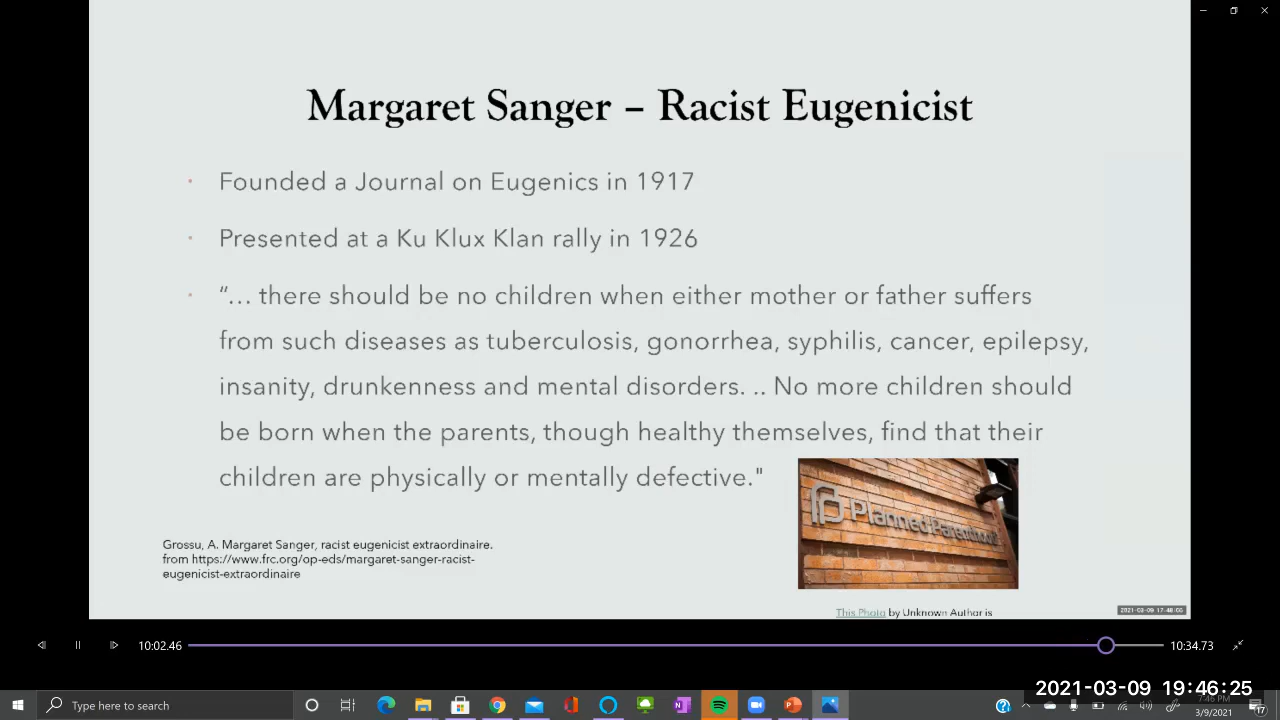 Margaret Sanger – Racist Eugenicist
• Founded a Journal on Eugenics in 1917
• Presented at a Ku Klux Klan rally in 1926
• “… there should be no children when either mother or father suffers
from such diseases as tuberculosis, gonorrhea, syphilis, cancer, epilepsy,
insanity, drunkenness and mental disorders. .. No more children should
be born when the parents, though healthy themselves, find that their
children are physically or mentally defective."
Planned Parenthood
Grossu, A. Margaret Sanger, racist eugenicist extraordinaire.
from https://www.frc.org/op-eds/margaret-sanger-racist-
eugenicist-extraordinaire
This Photo by Unknown Author is
10:02.46
10:34.73
2021-03-09 19:46:25
Type here to search
7:46 PM
3/9/2021
17